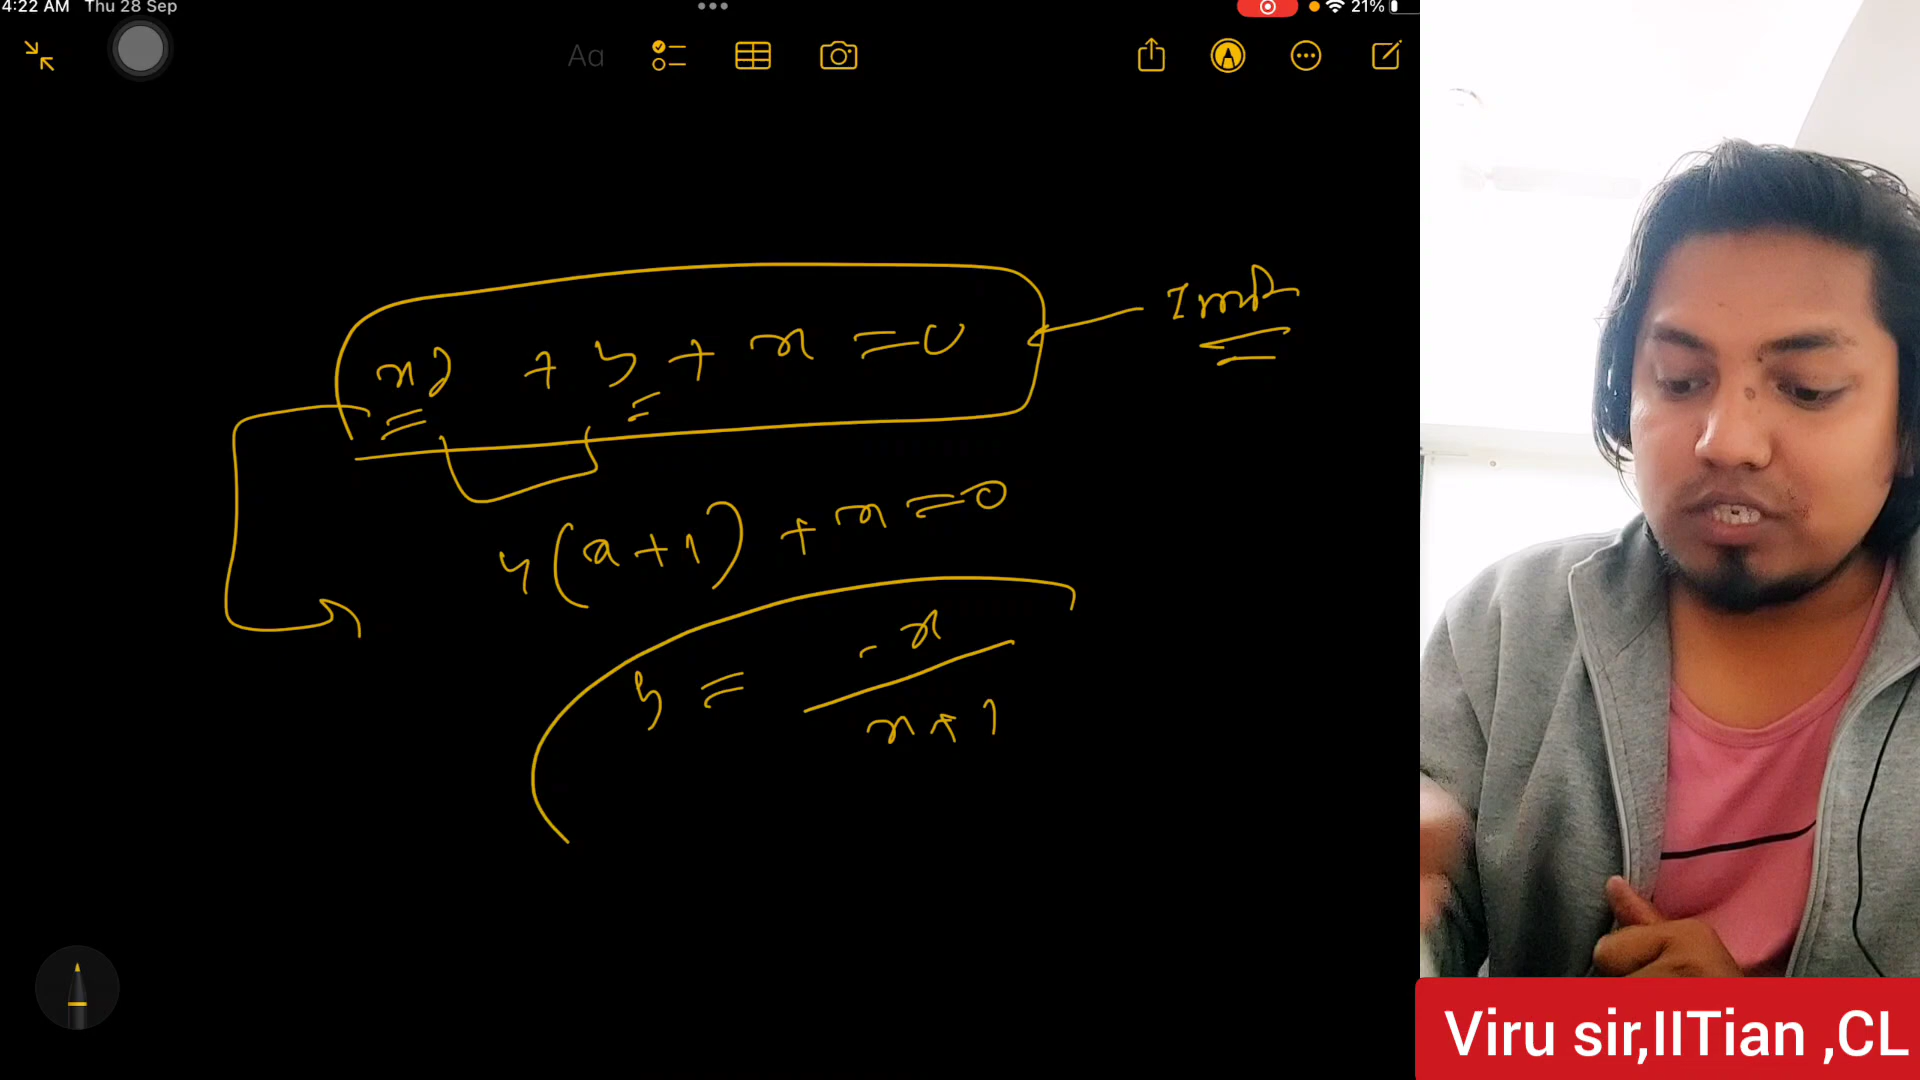 4:22 AM Thu 28 Sep
21%
Aa
xy + y + x = 0
Imp
y(x+1) + x = 0
y = -x / x+1
Viru sir,IITian ,CL